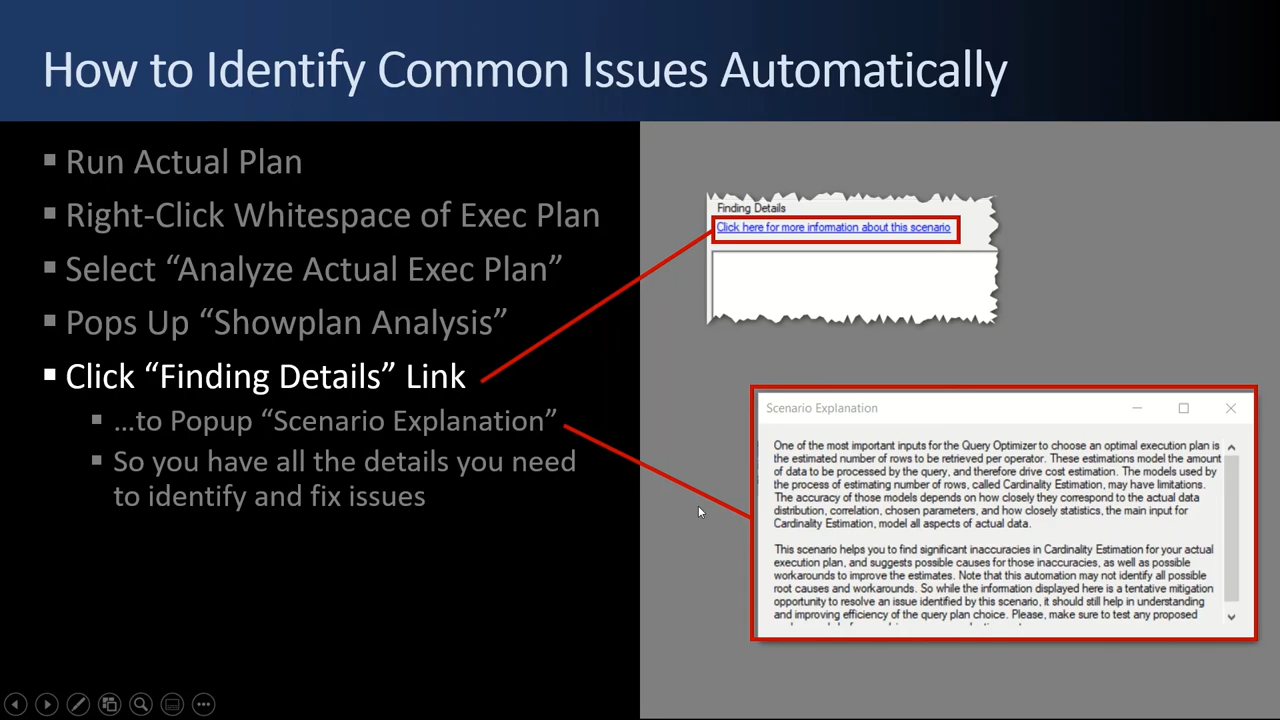 How to Identify Common Issues Automatically
▪ Run Actual Plan
▪ Right-Click Whitespace of Exec Plan
▪ Select “Analyze Actual Exec Plan”
▪ Pops Up “Showplan Analysis”
▪ Click “Finding Details” Link
▪ …to Popup “Scenario Explanation”
▪ So you have all the details you need
to identify and fix issues
Finding Details
Click here for more information about this scenario
Scenario Explanation
One of the most important inputs for the Query Optimizer to choose an optimal execution plan is
the estimated number of rows to be retrieved per operator. These estimations model the amount
of data to be processed by the query, and therefore drive cost estimation. The models used by
the process of estimating number of rows, called Cardinality Estimation, may have limitations.
The accuracy of those models depends on how closely they correspond to the actual data
distribution, correlation, chosen parameters, and how closely statistics, the main input for
Cardinality Estimation, model all aspects of actual data.
This scenario helps you to find significant inaccuracies in Cardinality Estimation for your actual
execution plan, and suggests possible causes for those inaccuracies, as well as possible
workarounds to improve the estimates. Note that this automation may not identify all possible
root causes and workarounds. So while the information displayed here is a tentative mitigation
opportunity to resolve an issue identified by this scenario, it should still help in understanding
and improving efficiency of the query plan choice. Please, make sure to test any proposed